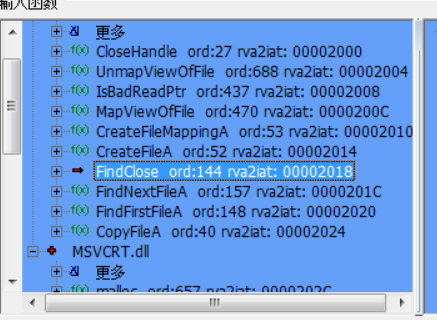 输入函数
更多
f(x) CloseHandle ord:27 rva2iat: 00002000
f(x) UnmapViewOfFile ord:688 rva2iat: 00002004
f(x) IsBadReadPtr ord:437 rva2iat: 00002008
f(x) MapViewOfFile ord:470 rva2iat: 0000200C
f(x) CreateFileMappingA ord:53 rva2iat: 00002010
f(x) CreateFileA ord:52 rva2iat: 00002014
FindClose ord:144 rva2iat: 00002018
f(x) FindNextFileA ord:157 rva2iat: 0000201C
f(x) FindFirstFileA ord:148 rva2iat: 00002020
f(x) CopyFileA ord:40 rva2iat: 00002024
MSVCRT.dll
更多
f(x) malloc ord:657 rva2iat: 0000202C